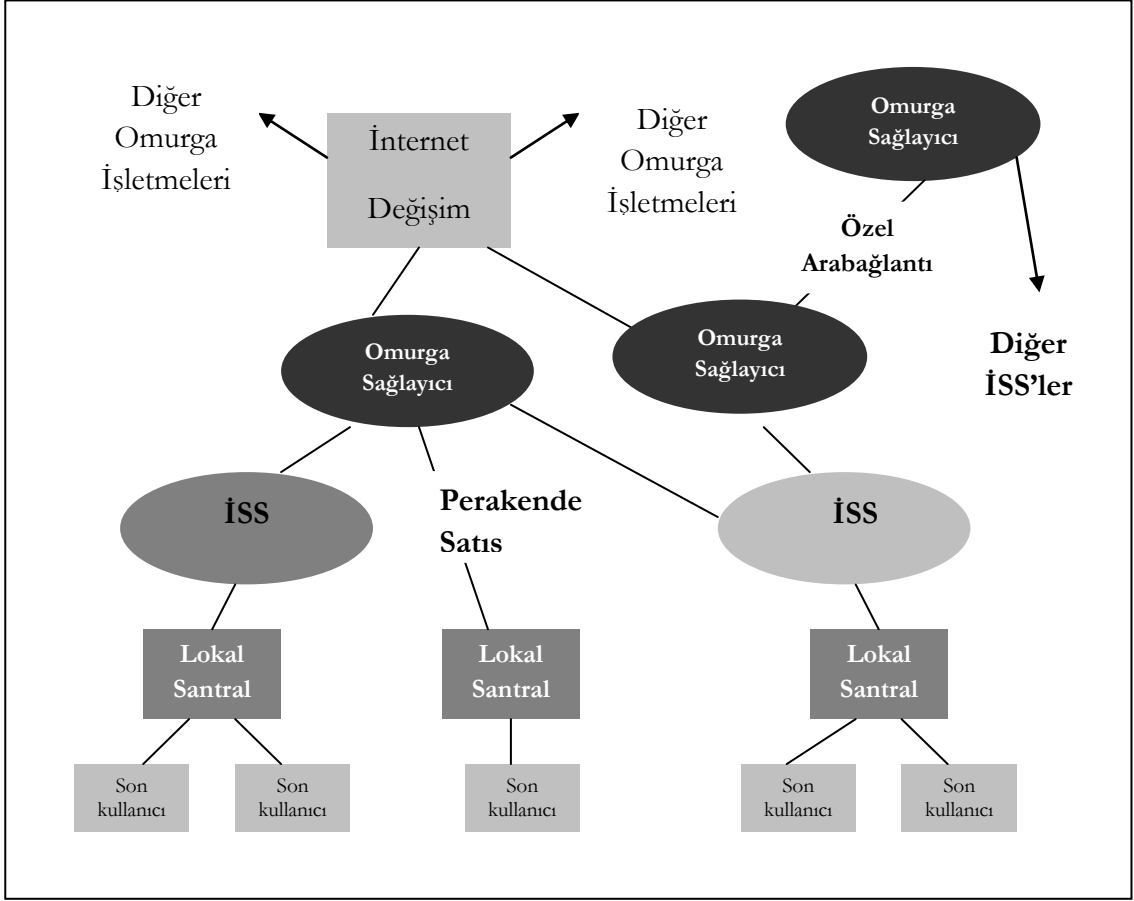 Diğer
Omurga
İşletmeleri
İnternet
Değişim
Diğer
Omurga
İşletmeleri
Omurga
Sağlayıcı
Özel
Arabağlantı
Omurga
Sağlayıcı
Omurga
Sağlayıcı
Diğer
İSS’ler
İSS
Perakende
Satıs
İSS
Lokal
Santral
Lokal
Santral
Lokal
Santral
Son
kullanıcı
Son
kullanıcı
Son
kullanıcı
Son
kullanıcı
Son
kullanıcı